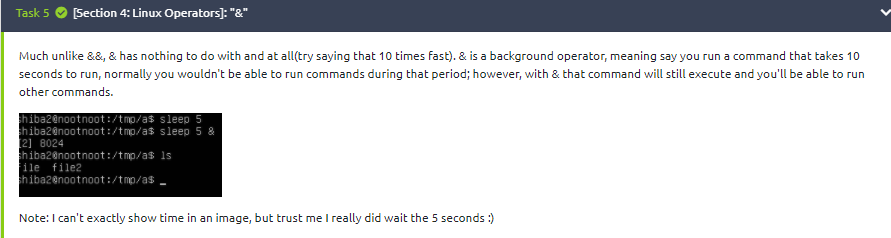 Task 5 [Section 4: Linux Operators]: "&"
Much unlike &&, & has nothing to do with and at all(try saying that 10 times fast). & is a background operator, meaning say you run a command that takes 10
seconds to run, normally you wouldn't be able to run commands during that period; however, with & that command will still execute and you'll be able to run
other commands.
shiba2@nootnoot:/tmp/a$ sleep 5
shiba2@nootnoot:/tmp/a$ sleep 5 &
[2] 8024
shiba2@nootnoot:/tmp/a$ ls
file file2
shiba2@nootnoot:/tmp/a$ _
Note: I can't exactly show time in an image, but trust me I really did wait the 5 seconds :)